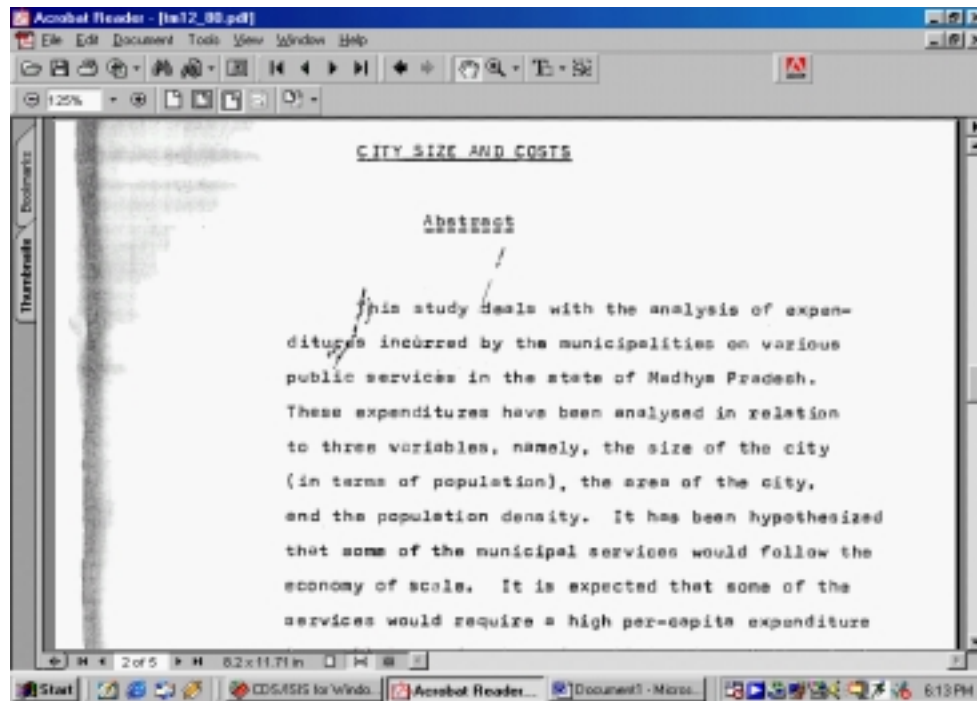 Acrobat Reader - [tm12_80.pdf]
File Edit Document Tools View Window Help
125%
Bookmarks
Thumbnails
CITY SIZE AND COSTS
Abstract
This study deals with the analysis of expen-
ditures incurred by the municipalities on various
public services in the state of Madhya Pradesh.
These expenditures have been analysed in relation
to three variables, namely, the size of the city
(in terms of population), the area of the city,
and the population density. It has been hypothesized
that some of the municipal services would follow the
economy of scale. It is expected that some of the
services would require a high per-capita expenditure
2 of 5 8.2 x 11.71 in
Start CDS/ISIS for Windo... Acrobat Reader... Document1 - Micros... 6:13 PM